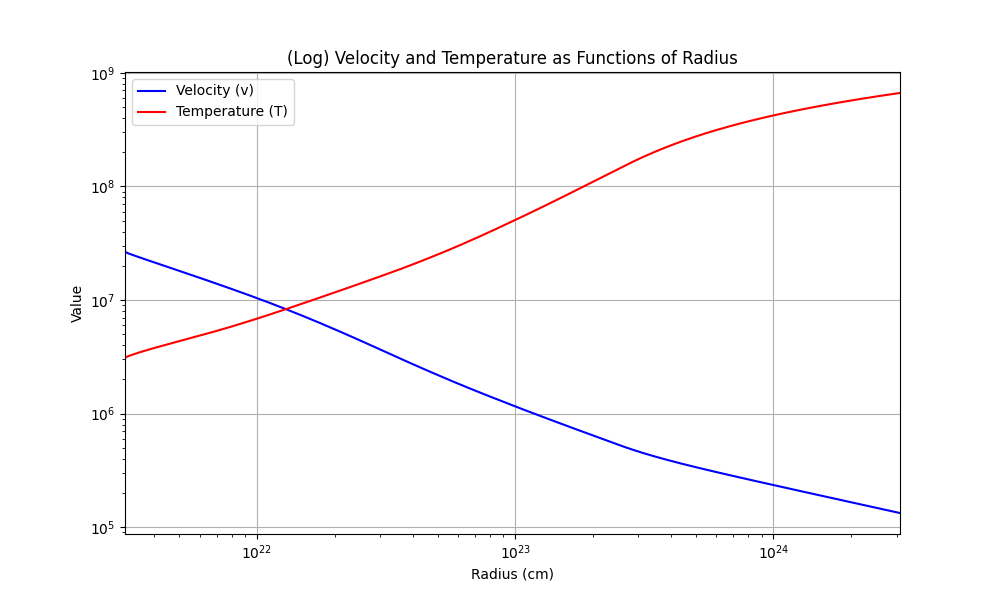 (Log) Velocity and Temperature as Functions of Radius
Velocity (v)
Temperature (T)
Value
10⁹
10⁸
10⁷
10⁶
10⁵
10²²
10²³
10²⁴
Radius (cm)